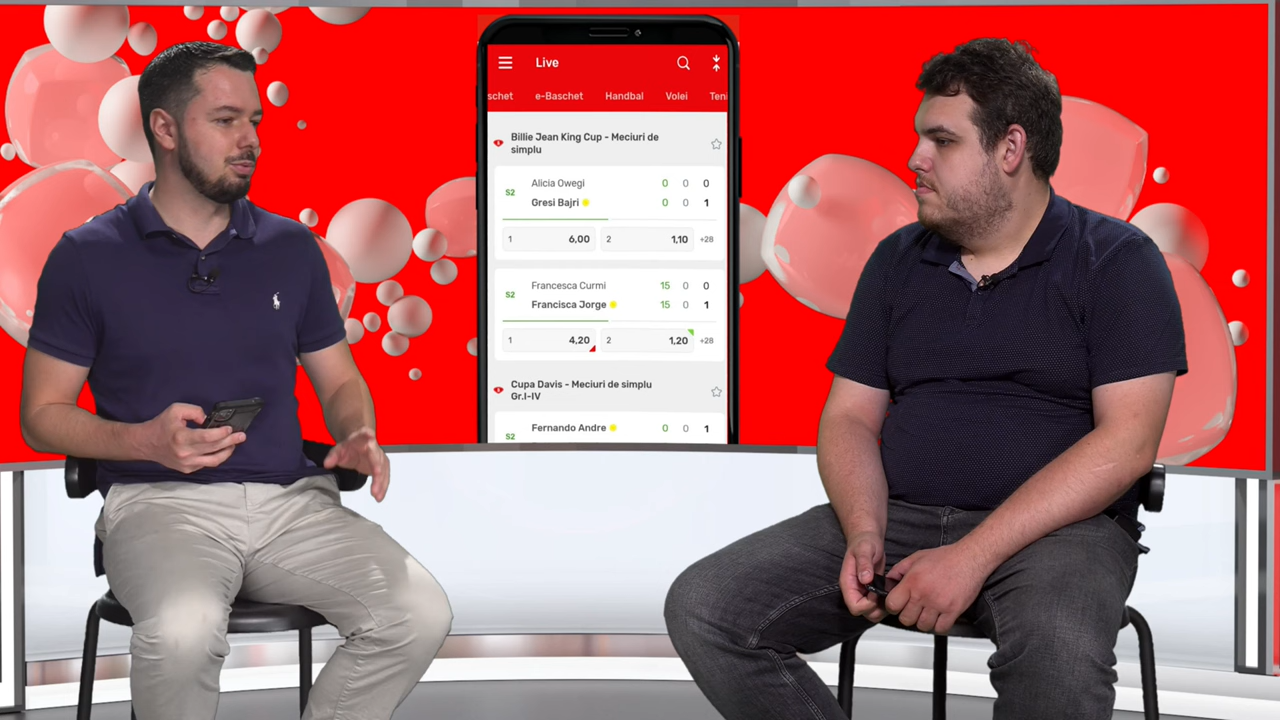 Live
schet e-Baschet Handbal Volei Teni
Billie Jean King Cup - Meciuri de
simplu
S2
Alicia Owegi 0 0 0
Gresi Bajri 0 0 1
1 6,00 2 1,10 +28
S2
Francesca Curmi 15 0 0
Francisca Jorge 15 0 1
1 4,20 2 1,20 +28
Cupa Davis - Meciuri de simplu
Gr.I-IV
Fernando Andre 0 0 1
S2